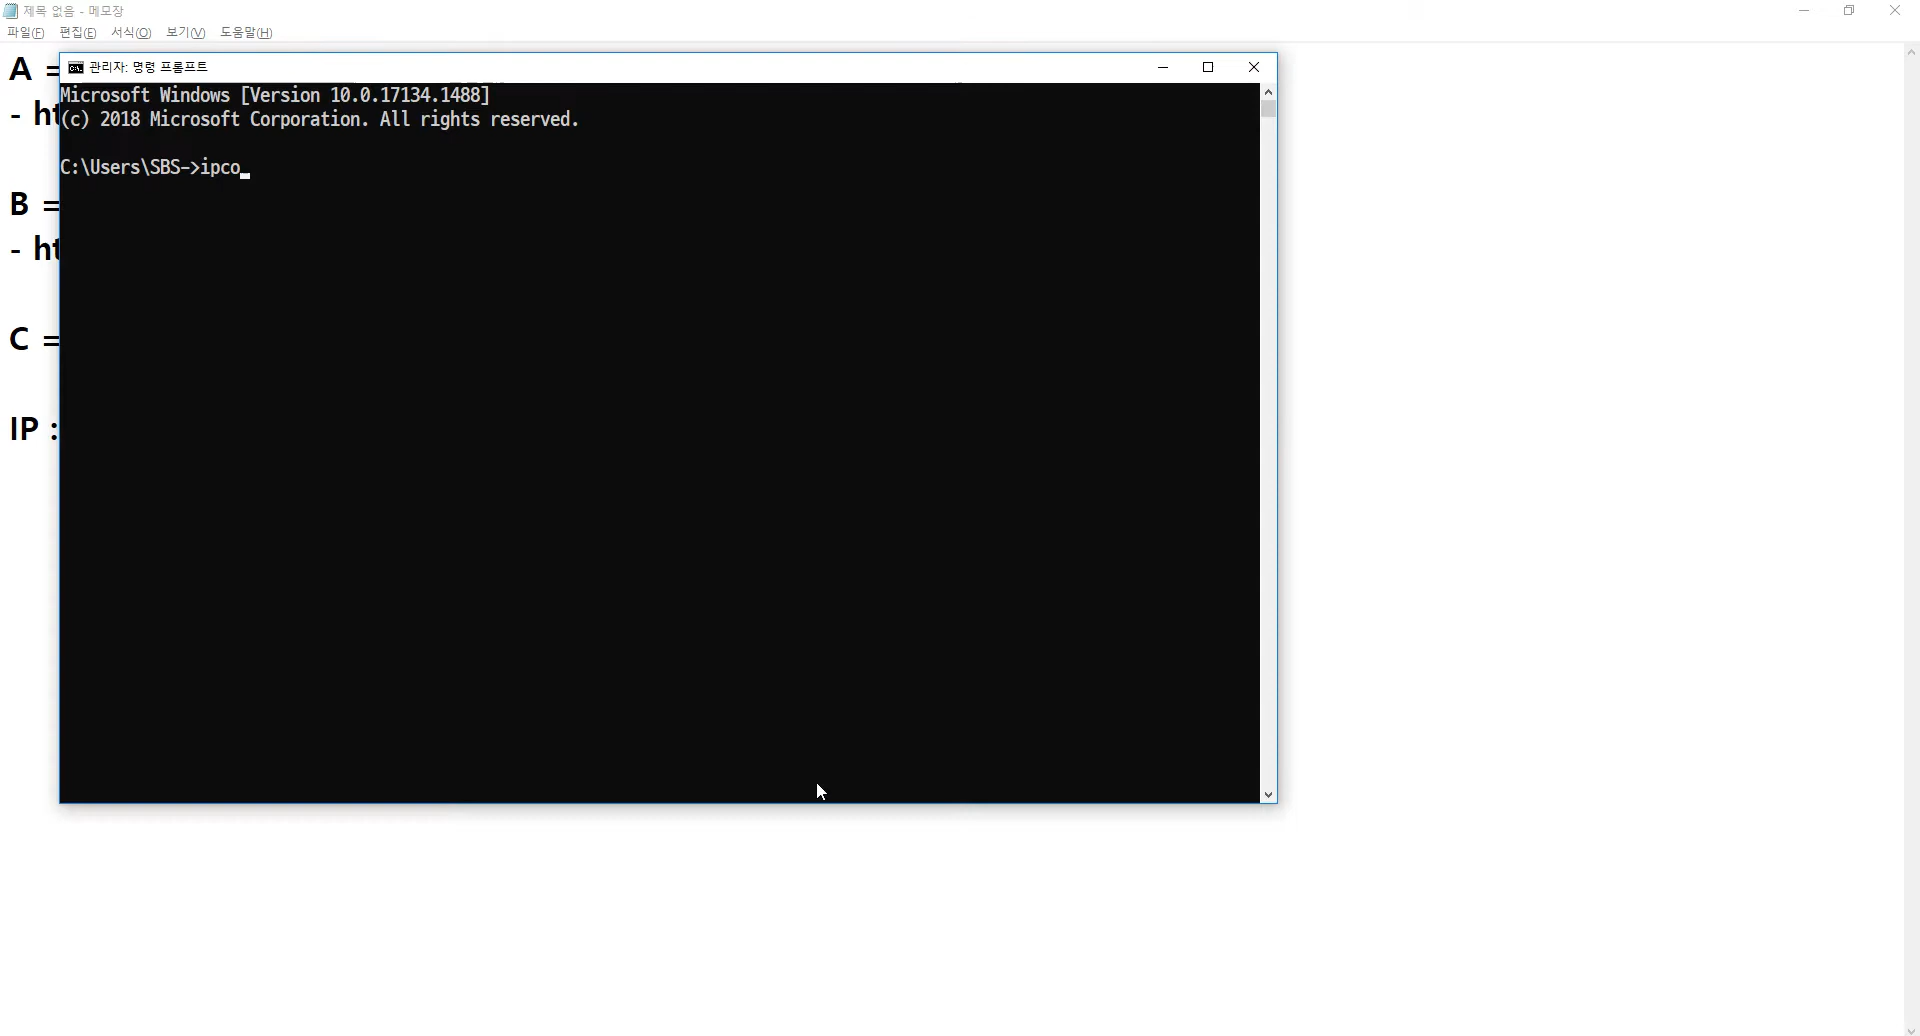 제목 없음 - 메모장
파일(F) 편집(E) 서식(O) 보기(V) 도움말(H)
A =
- ht
B =
- ht
C =
IP :
관리자: 명령 프롬프트
Microsoft Windows [Version 10.0.17134.1488]
(c) 2018 Microsoft Corporation. All rights reserved.
C:\Users\SBS->ipco